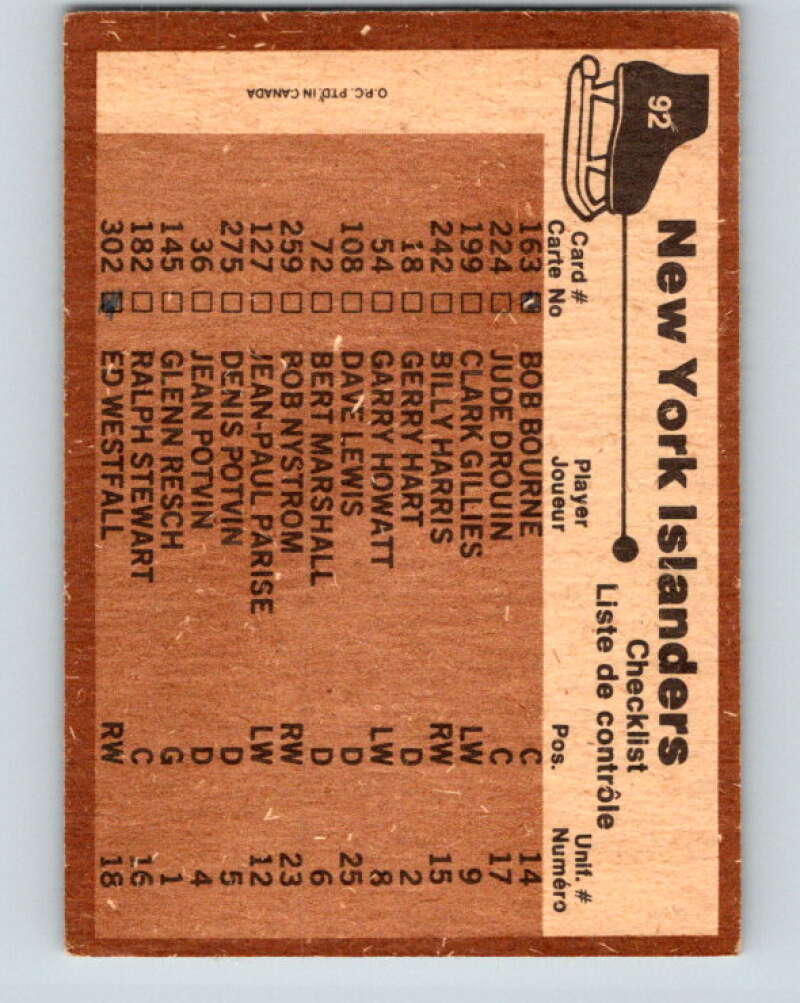 92
New York Islanders
Checklist
Liste de contrôle
Card # Player Unif. #
Carte No Joueur Pos. Numéro
163 BOB BOURNE C 14
224 JUDE DROUIN C 17
199 CLARK GILLIES LW 9
242 BILLY HARRIS RW 15
18 GERRY HART D 2
54 GARRY HOWATT LW 8
108 DAVE LEWIS D 25
72 BERT MARSHALL D 6
259 BOB NYSTROM RW 23
127 JEAN-PAUL PARISE LW 12
275 DENIS POTVIN D 5
36 JEAN POTVIN D 4
145 GLENN RESCH G 1
182 RALPH STEWART C 16
302 ED WESTFALL RW 18
O.P.C. PTD. IN CANADA